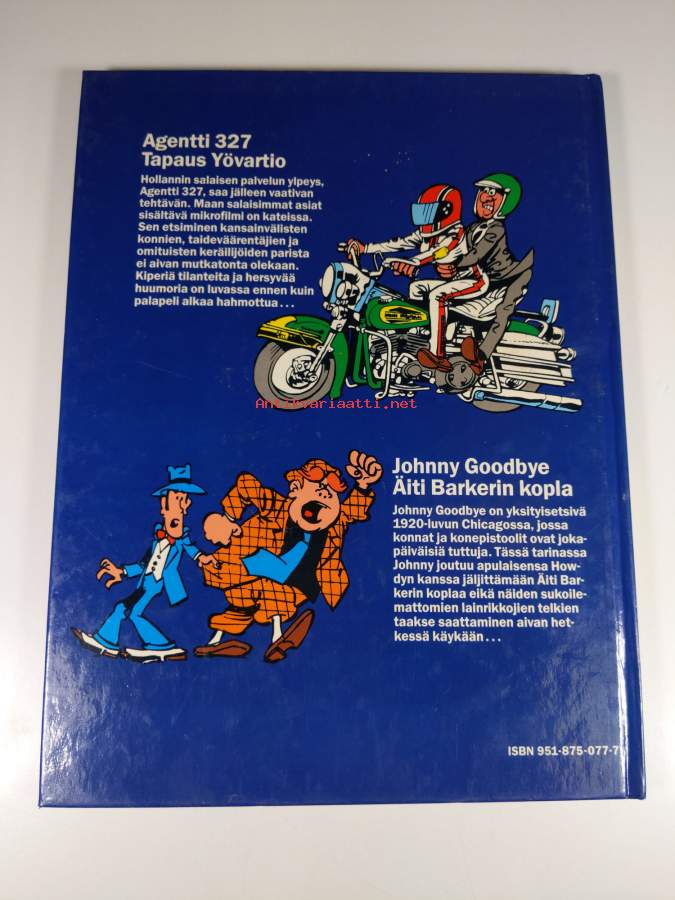 Agentti 327
Tapaus Yövartio
Hollannin salaisen palvelun ylpeys,
Agentti 327, saa jälleen vaativan
tehtävän. Maan salaisimmat asiat
sisältävä mikrofilmi on kateissa.
Sen etsiminen kansainvälisten
konnien, taideväärentäjien ja
omituisten keräilijöiden parista
ei aivan mutkatonta olekaan.
Kiperiä tilanteita ja hersyvää
huumoria on luvassa ennen kuin
palapeli alkaa hahmottua...
Antikvariaatti.net
Johnny Goodbye
Äiti Barkerin kopla
Johnny Goodbye on yksityisetsivä
1920-luvun Chicagossa, jossa
konnat ja konepistoolit ovat joka-
päiväisiä tuttuja. Tässä tarinassa
Johnny joutuu apulaisensa How-
dyn kanssa jäljittämään Äiti Bar-
kerin koplaa eikä näiden sukoile-
mattomien lainrikkojien telkien
taakse saattaminen aivan het-
kessä käykään...
ISBN 951-875-077-7